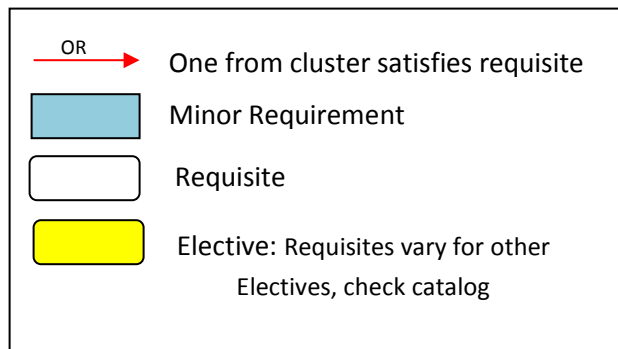 OR
One from cluster satisfies requisite
Minor Requirement
Requisite
Elective: Requisites vary for other
Electives, check catalog